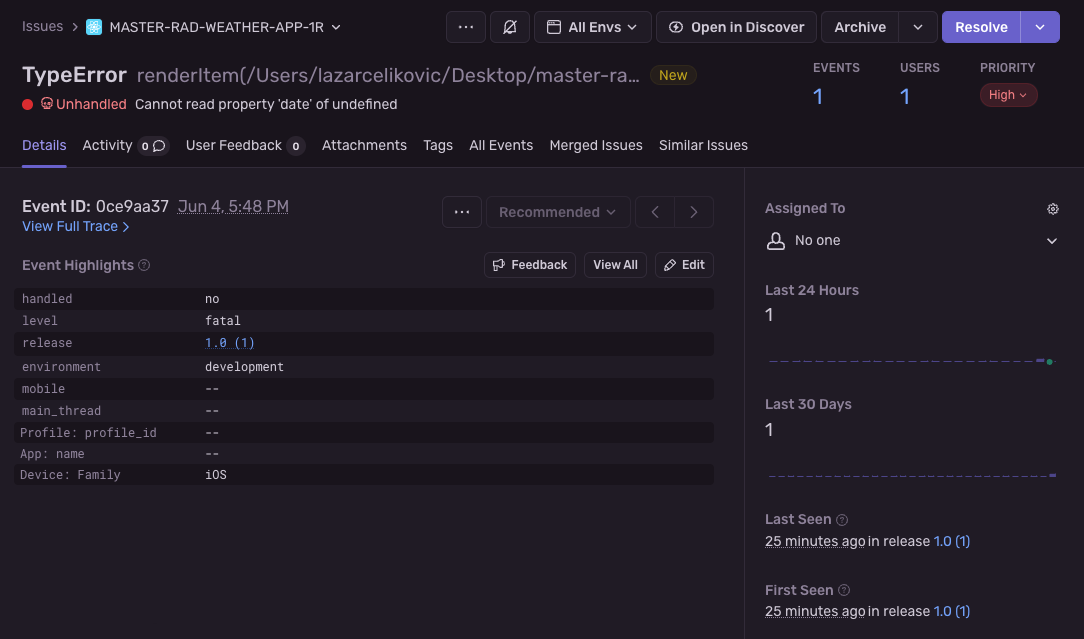 Issues > MASTER-RAD-WEATHER-APP-1R
All Envs
Open in Discover
Archive
Resolve
TypeError renderItem(/Users/lazarcelikovic/Desktop/master-ra… New
Unhandled Cannot read property 'date' of undefined
EVENTS USERS PRIORITY
1 1 High
Details Activity 0 User Feedback 0 Attachments Tags All Events Merged Issues Similar Issues
Event ID: 0ce9aa37 Jun 4, 5:48 PM
View Full Trace >
Recommended
Event Highlights ?
Feedback View All Edit
handled no
level fatal
release 1.0 (1)
environment development
mobile --
main_thread --
Profile: profile_id --
App: name --
Device: Family iOS
Assigned To
No one
Last 24 Hours
1
Last 30 Days
1
Last Seen ?
25 minutes ago in release 1.0 (1)
First Seen ?
25 minutes ago in release 1.0 (1)